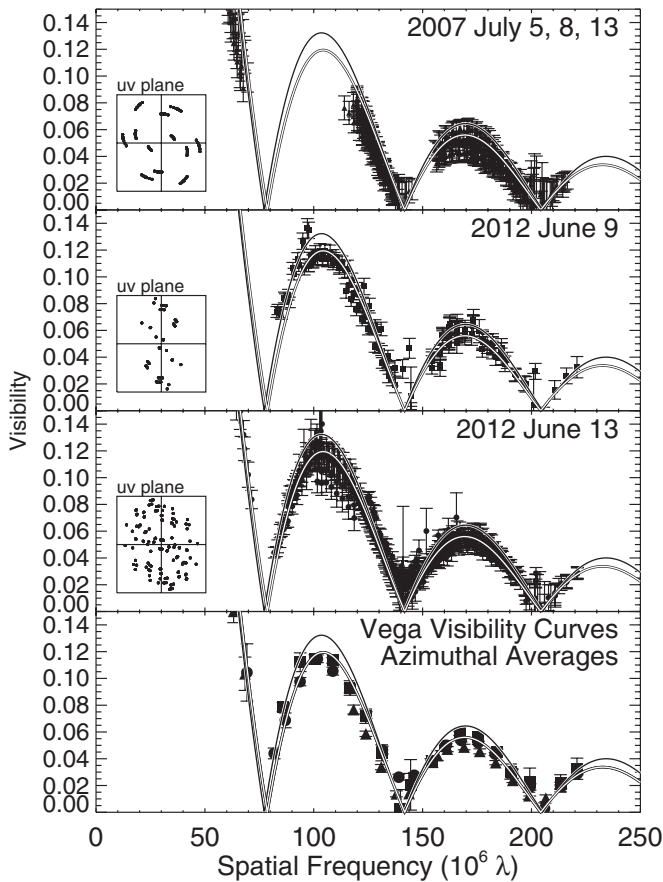 2007 July 5, 8, 13
0.14
0.12
0.10
0.08
0.06
0.04
0.02
0.00
uv plane
2012 June 9
0.14
0.12
0.10
0.08
0.06
0.04
0.02
0.00
uv plane
2012 June 13
0.14
0.12
0.10
0.08
0.06
0.04
0.02
0.00
uv plane
Vega Visibility Curves
Azimuthal Averages
0.14
0.12
0.10
0.08
0.06
0.04
0.02
0.00
Visibility
0 50 100 150 200 250
Spatial Frequency (10⁶ λ)